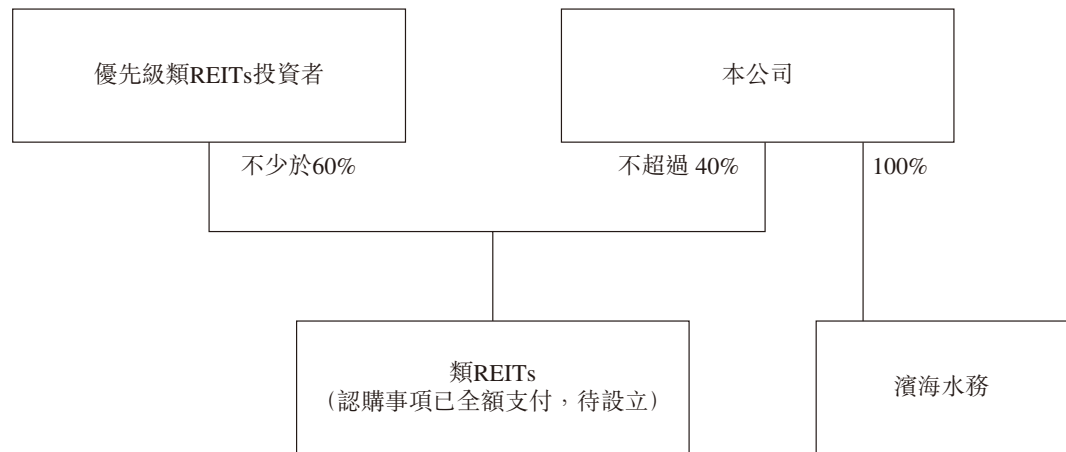 優先級類REITs投資者
本公司
不少於60%
不超過 40%
100%
類REITs
（認購事項已全額支付，待設立）
濱海水務